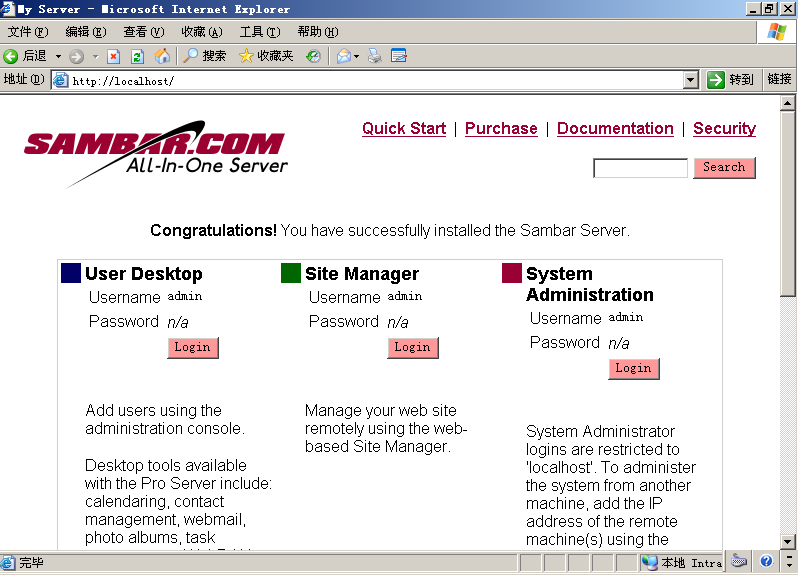 My Server - Microsoft Internet Explorer
文件(F) 编辑(E) 查看(V) 收藏(A) 工具(T) 帮助(H)
后退 搜索 收藏夹
地址(D) http://localhost/ 转到 链接
SAMBAR.COM
All-In-One Server
Quick Start | Purchase | Documentation | Security
Search
Congratulations! You have successfully installed the Sambar Server.
User Desktop
Username admin
Password n/a
Login
Add users using the
administration console.
Desktop tools available
with the Pro Server include:
calendaring, contact
management, webmail,
photo albums, task
Site Manager
Username admin
Password n/a
Login
Manage your web site
remotely using the web-
based Site Manager.
System
Administration
Username admin
Password n/a
Login
System Administrator
logins are restricted to
'localhost'. To administer
the system from another
machine, add the IP
address of the remote
machine(s) using the
完毕 本地 Intra